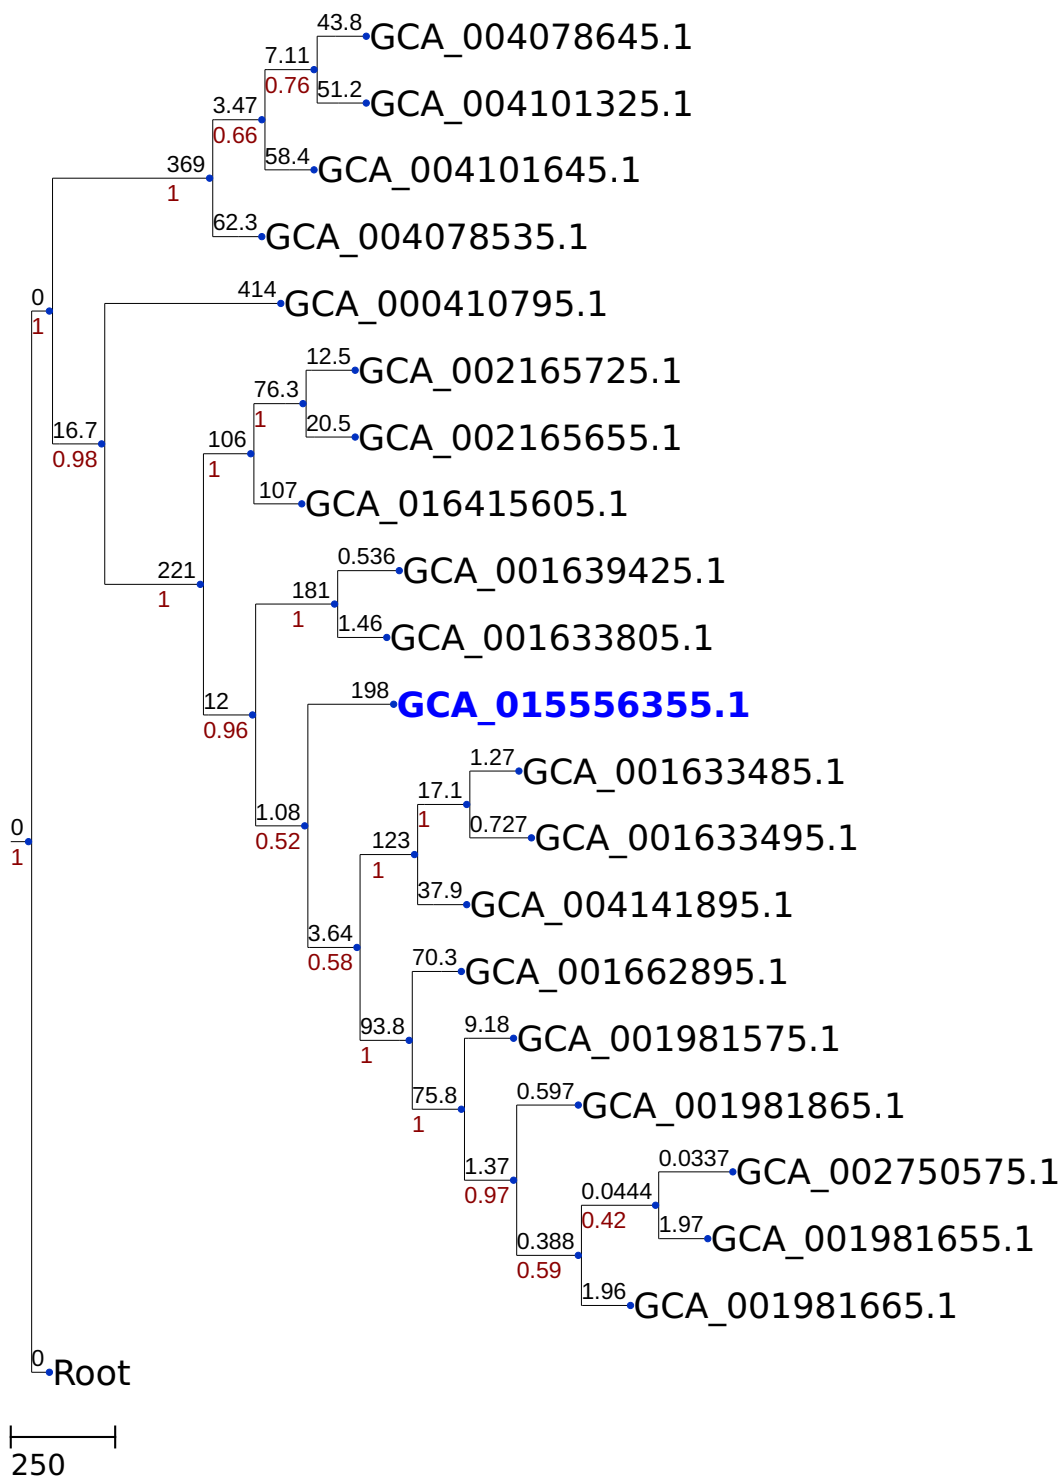 43.8
GCA_004078645.1
7.11
0.76
51.2
GCA_004101325.1
3.47
0.66
58.4
GCA_004101645.1
369
1
62.3
GCA_004078535.1
0
1
414
GCA_000410795.1
12.5
GCA_002165725.1
76.3
1
20.5
GCA_002165655.1
16.7
0.98
106
1
107
GCA_016415605.1
0.536
GCA_001639425.1
221
1
181
1
1.46
GCA_001633805.1
198
GCA_015556355.1
12
0.96
1.27
GCA_001633485.1
17.1
1
1.08
0.52
0.727
GCA_001633495.1
0
1
123
1
37.9
GCA_004141895.1
3.64
0.58
70.3
GCA_001662895.1
93.8
1
9.18
GCA_001981575.1
75.8
1
0.597
GCA_001981865.1
1.37
0.97
0.0337
GCA_002750575.1
0.0444
0.42
1.97
GCA_001981655.1
0.388
0.59
1.96
GCA_001981665.1
0
Root
250